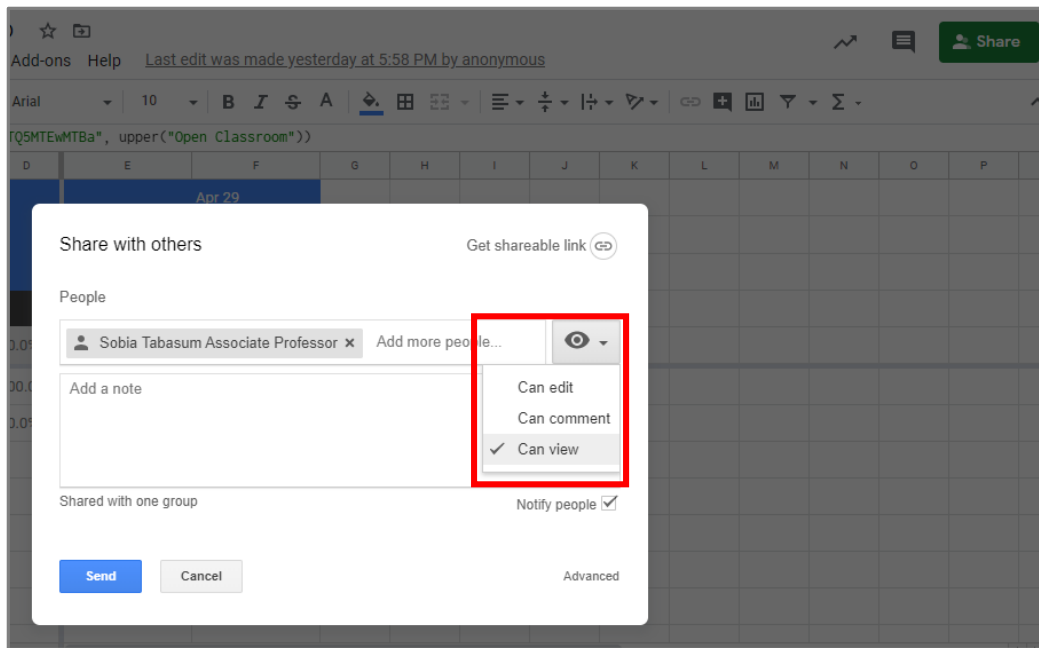 Share
Add-ons Help Last edit was made yesterday at 5:58 PM by anonymous
Arial 10 B I S A
TQ5MTEwMTBa", upper("Open Classroom"))
D E F G H I J K L M N O P
Apr 29
Share with others Get shareable link
People
Sobia Tabasum Associate Professor × Add more people...
Add a note
Can edit
Can comment
Can view
Shared with one group Notify people
Send Cancel Advanced